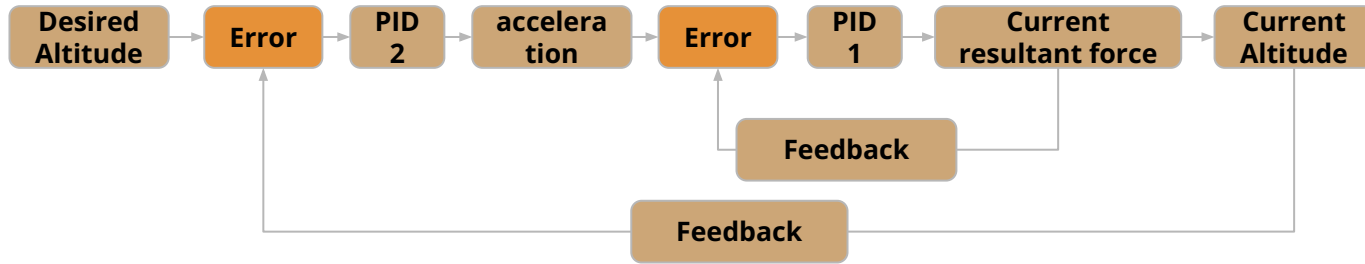 Desired
Altitude
Error
PID
2
accelera
tion
Error
PID
1
Current
resultant force
Current
Altitude
Feedback
Feedback